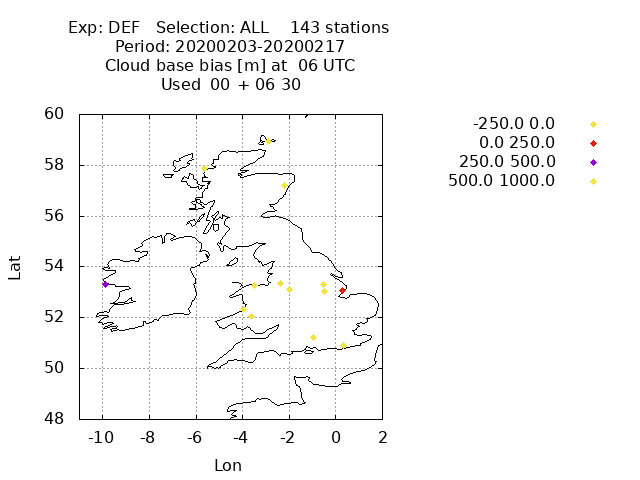 Exp: DEF   Selection: ALL    143 stations
Period: 20200203-20200217
Cloud base bias [m] at  06 UTC
Used  00 + 06 30
-250.0 0.0
0.0 250.0
250.0 500.0
500.0 1000.0
60
58
56
54
52
50
48
Lat
-10 -8 -6 -4 -2 0 2
Lon